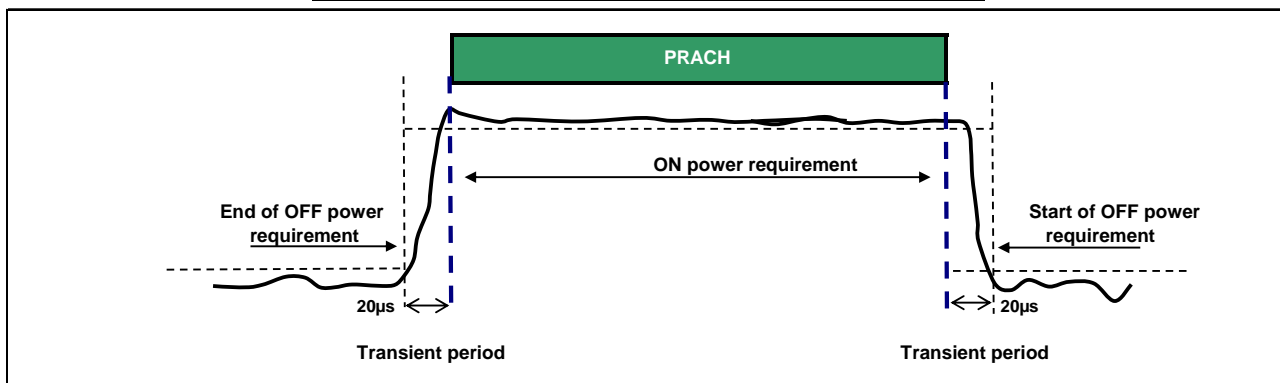 PRACH
ON power requirement
End of OFF power
requirement
Start of OFF power
requirement
20µs
20µs
Transient period
Transient period